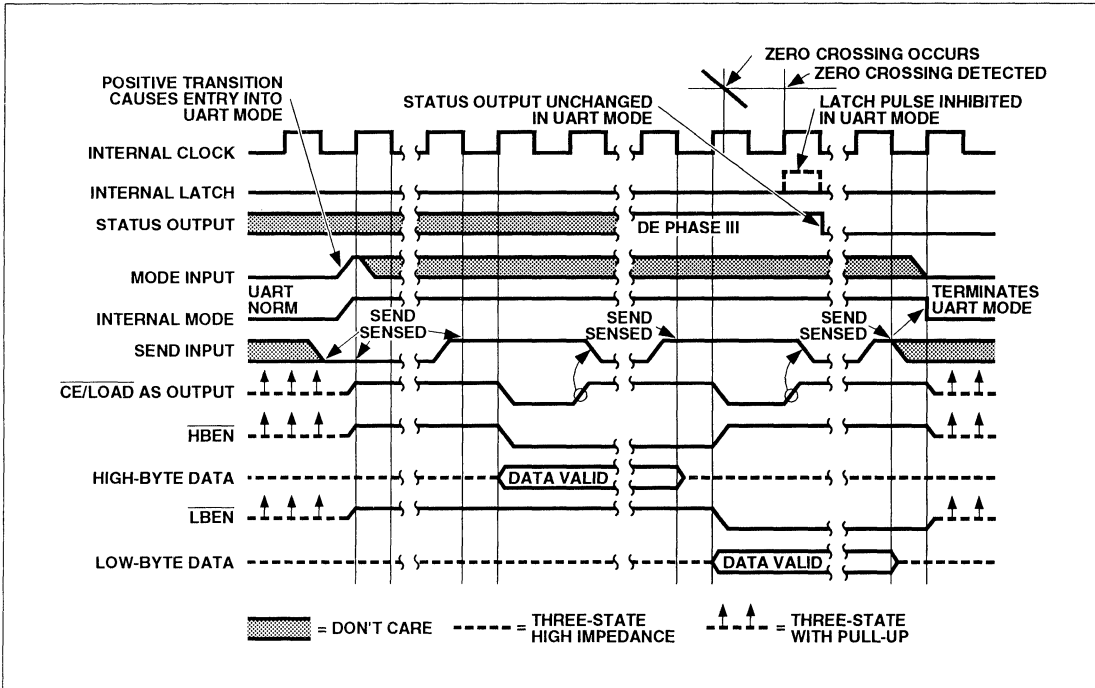 ZERO CROSSING OCCURS
ZERO CROSSING DETECTED
POSITIVE TRANSITION
CAUSES ENTRY INTO
UART MODE
STATUS OUTPUT UNCHANGED
IN UART MODE
LATCH PULSE INHIBITED
IN UART MODE
INTERNAL CLOCK
INTERNAL LATCH
STATUS OUTPUT
DE PHASE III
MODE INPUT
UART
NORM
INTERNAL MODE
TERMINATES
UART MODE
SEND
SENSED
SEND
SENSED
SEND
SENSED
SEND INPUT
CE/LOAD AS OUTPUT
HBEN
HIGH-BYTE DATA
DATA VALID
LBEN
LOW-BYTE DATA
DATA VALID
= DON'T CARE
= THREE-STATE
HIGH IMPEDANCE
= THREE-STATE
WITH PULL-UP